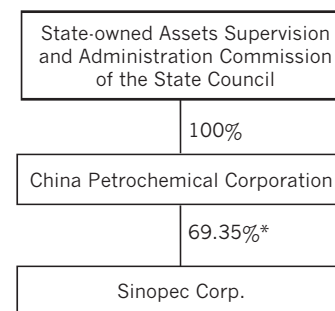 State-owned Assets Supervision
and Administration Commission
of the State Council
100%
China Petrochemical Corporation
69.35%*
Sinopec Corp.